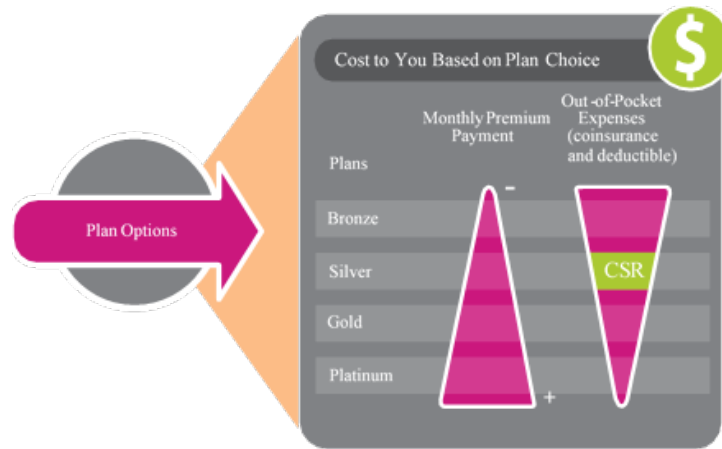 $
Cost to You Based on Plan Choice
Out-of-Pocket
Expenses
(coinsurance
and deductible)
Monthly Premium
Payment
Plans
-
Bronze
Plan Options
Silver
CSR
Gold
Platinum
+